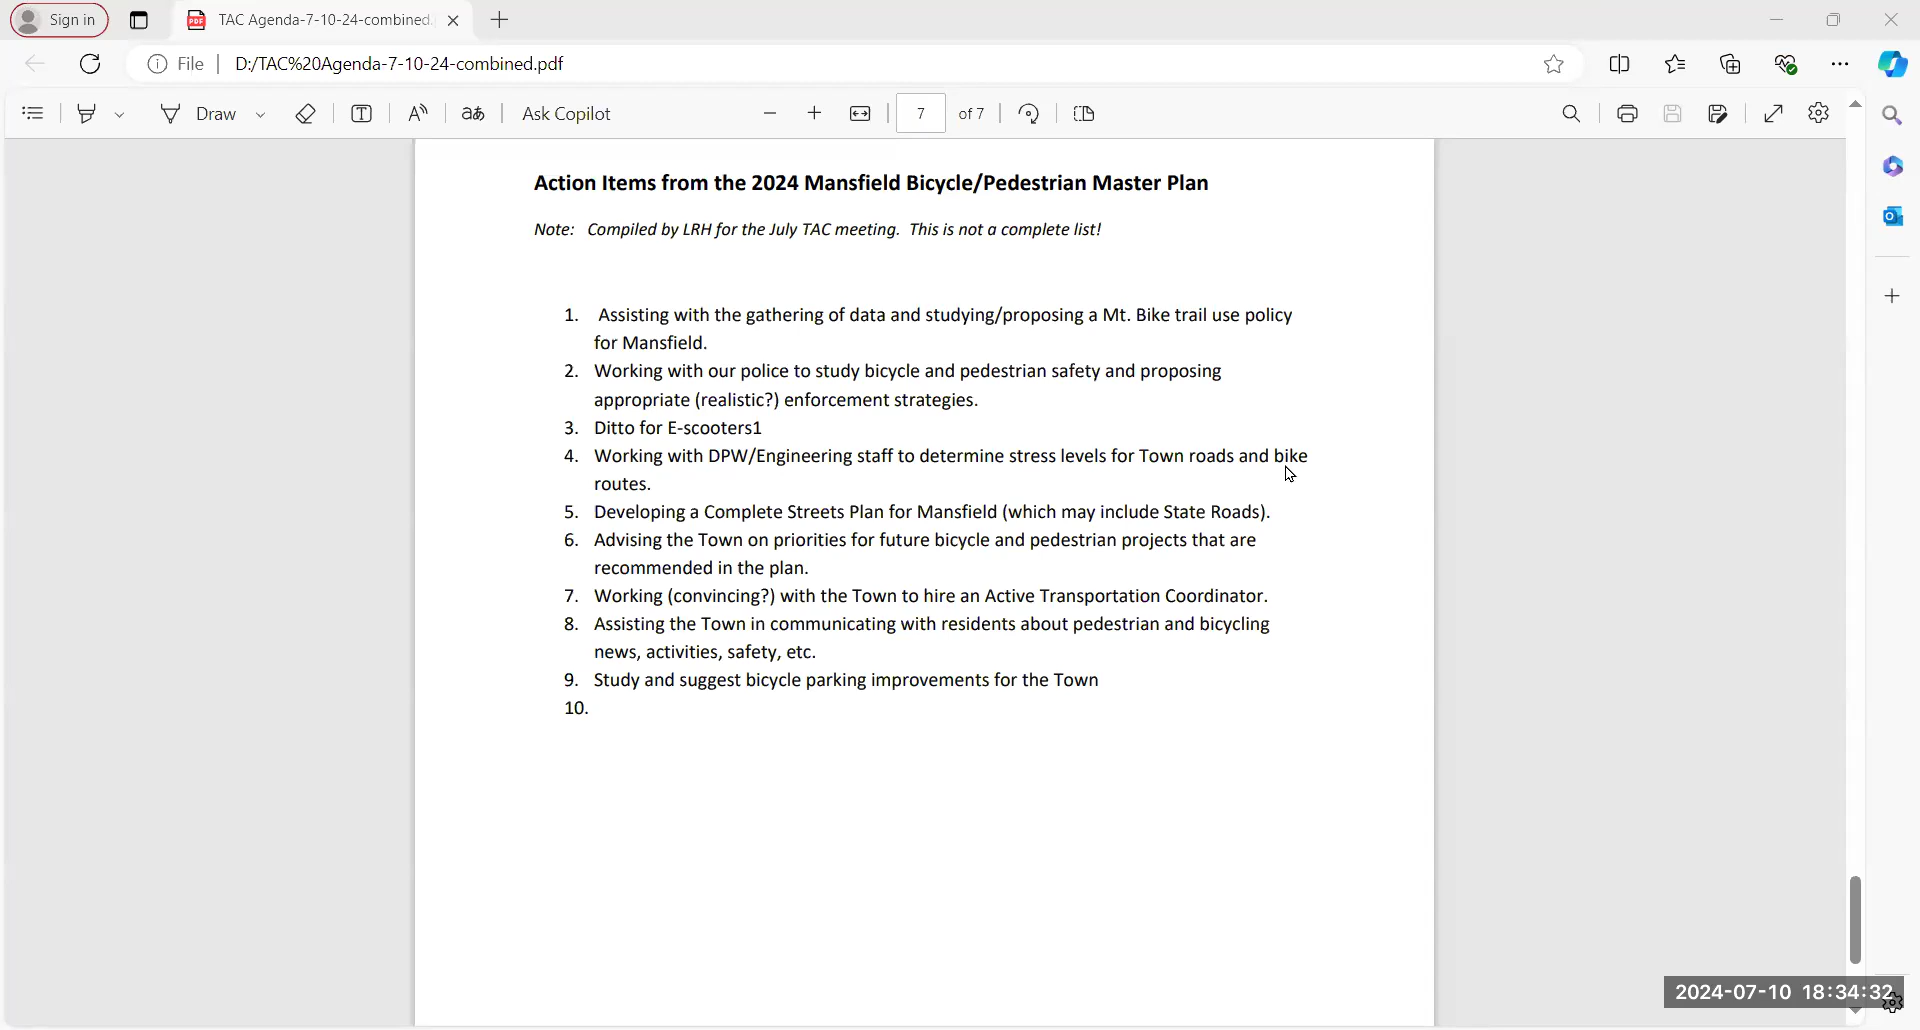 Sign in
TAC Agenda-7-10-24-combined.
File
D:/TAC%20Agenda-7-10-24-combined.pdf
Draw
aあ
Ask Copilot
7 of 7
Action Items from the 2024 Mansfield Bicycle/Pedestrian Master Plan
Note: Compiled by LRH for the July TAC meeting. This is not a complete list!
1. Assisting with the gathering of data and studying/proposing a Mt. Bike trail use policy
for Mansfield.
2. Working with our police to study bicycle and pedestrian safety and proposing
appropriate (realistic?) enforcement strategies.
3. Ditto for E-scooters1
4. Working with DPW/Engineering staff to determine stress levels for Town roads and bike
routes.
5. Developing a Complete Streets Plan for Mansfield (which may include State Roads).
6. Advising the Town on priorities for future bicycle and pedestrian projects that are
recommended in the plan.
7. Working (convincing?) with the Town to hire an Active Transportation Coordinator.
8. Assisting the Town in communicating with residents about pedestrian and bicycling
news, activities, safety, etc.
9. Study and suggest bicycle parking improvements for the Town
10.
2024-07-10 18:34:32